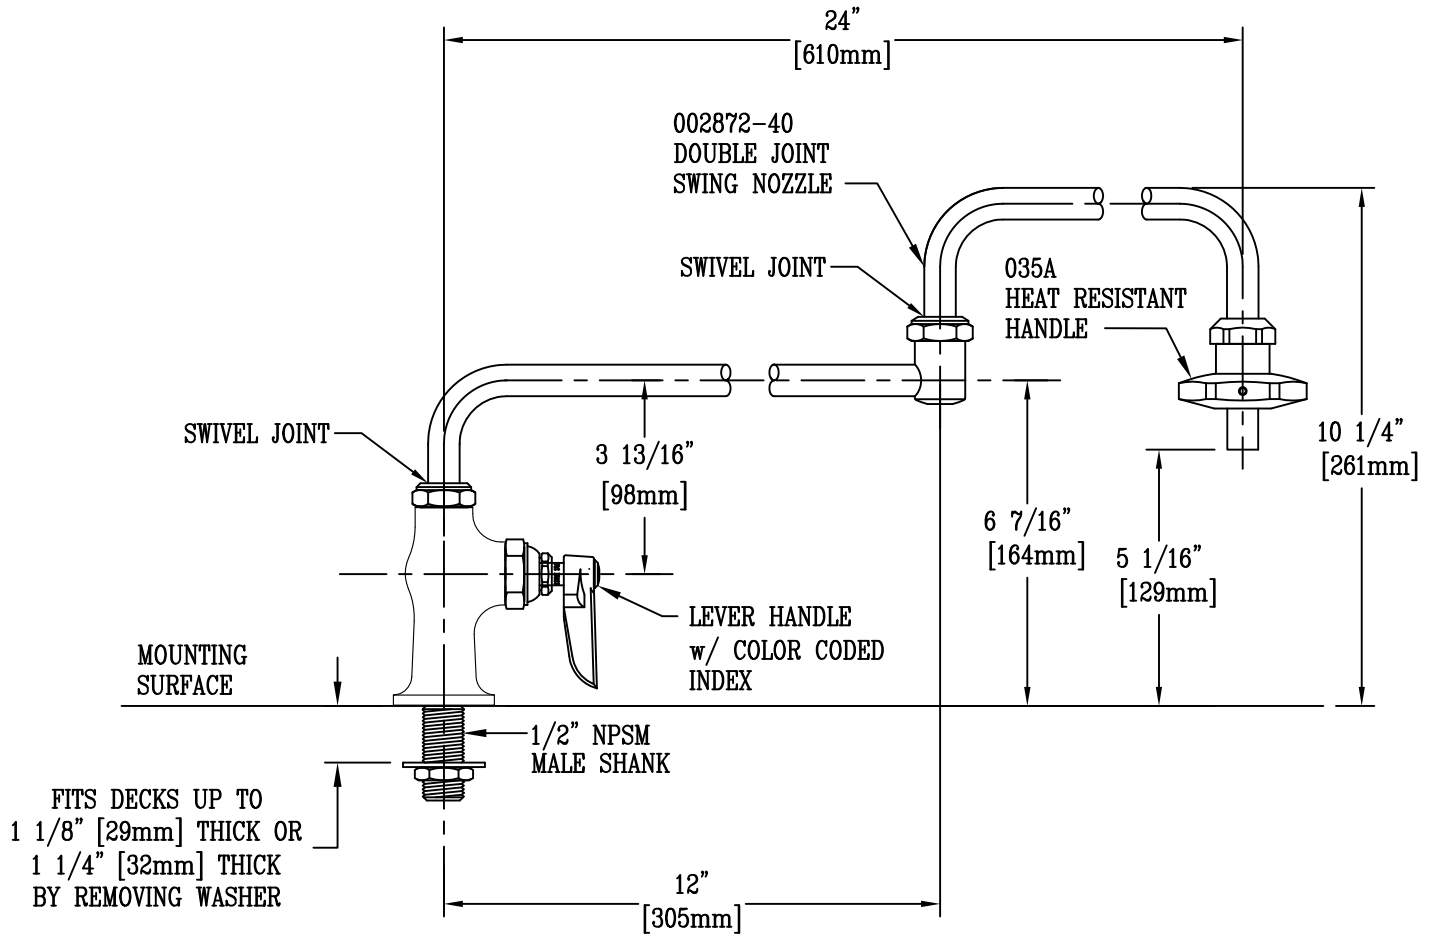 24”
[610mm]
002872-40
DOUBLE JOINT
SWING NOZZLE
SWIVEL JOINT
035A
HEAT RESISTANT
HANDLE
SWIVEL JOINT
3 13/16”
[98mm]
10 1/4”
[261mm]
6 7/16”
[164mm]
5 1/16”
[129mm]
LEVER HANDLE
w/ COLOR CODED
INDEX
MOUNTING
SURFACE
1/2” NPSM
MALE SHANK
FITS DECKS UP TO
1 1/8” [29mm] THICK OR
1 1/4” [32mm] THICK
BY REMOVING WASHER
12”
[305mm]